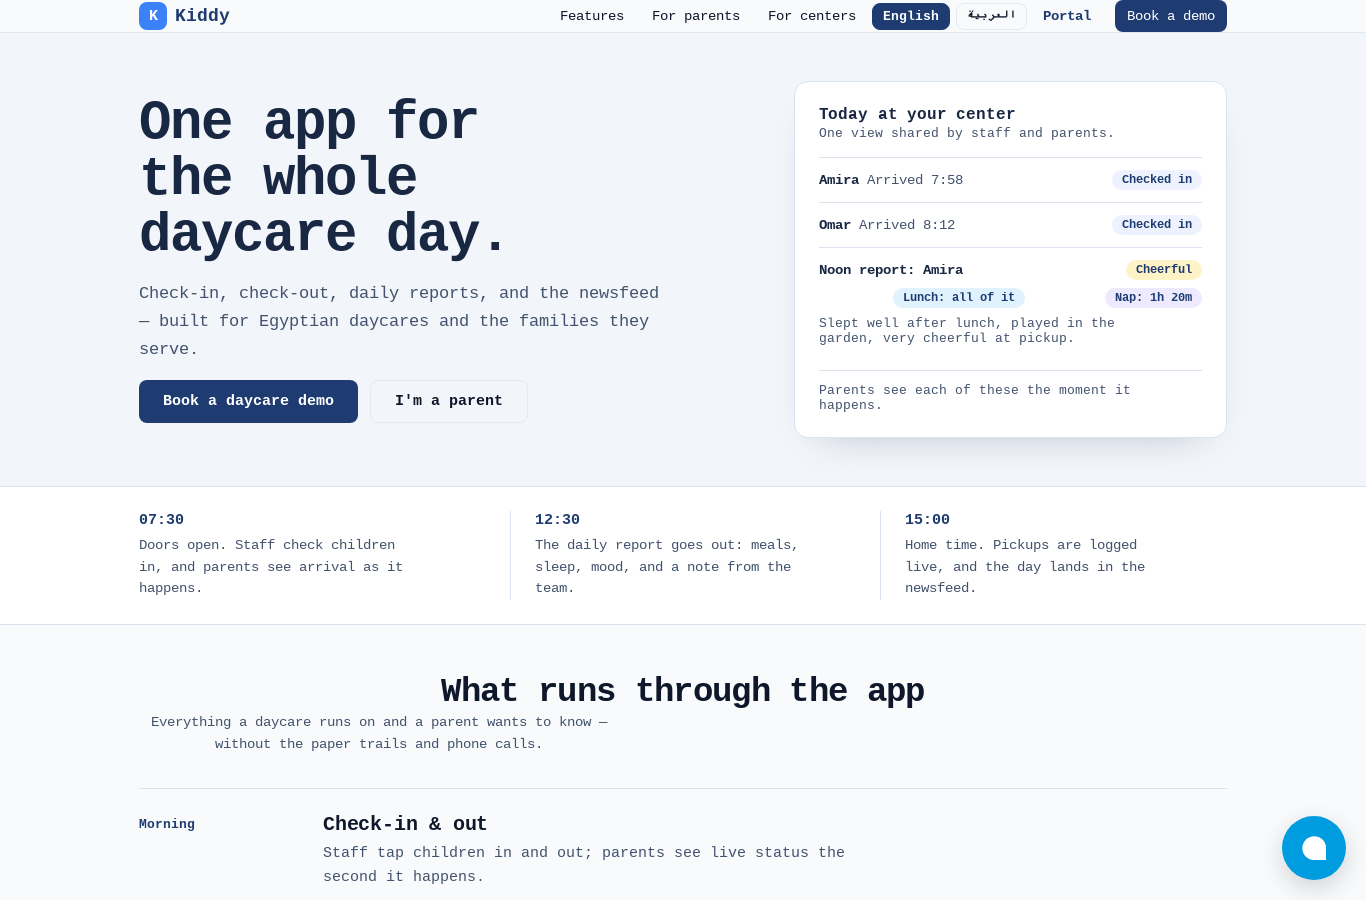 K Kiddy
Features For parents For centers English العربية Portal Book a demo
One app for
the whole
daycare day.
Check-in, check-out, daily reports, and the newsfeed
— built for Egyptian daycares and the families they
serve.
Book a daycare demo I'm a parent
Today at your center
One view shared by staff and parents.
Amira Arrived 7:58 Checked in
Omar Arrived 8:12 Checked in
Noon report: Amira Cheerful
Lunch: all of it Nap: 1h 20m
Slept well after lunch, played in the
garden, very cheerful at pickup.
Parents see each of these the moment it
happens.
07:30
Doors open. Staff check children
in, and parents see arrival as it
happens.
12:30
The daily report goes out: meals,
sleep, mood, and a note from the
team.
15:00
Home time. Pickups are logged
live, and the day lands in the
newsfeed.
What runs through the app
Everything a daycare runs on and a parent wants to know —
without the paper trails and phone calls.
Morning
Check-in & out
Staff tap children in and out; parents see live status the
second it happens.